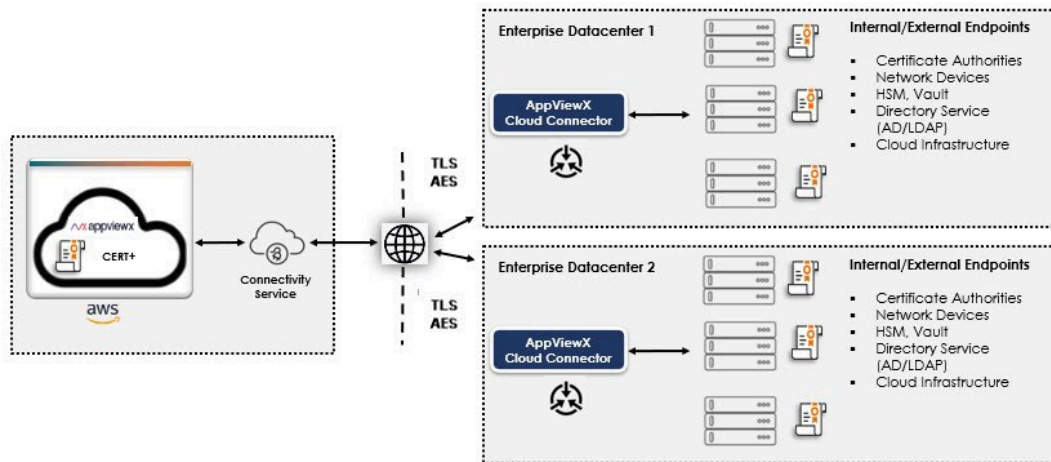 appviewx
CERT+
aws
Connectivity
Service
TLS
AES
TLS
AES
Enterprise Datacenter 1
AppViewX
Cloud Connector
Internal/External Endpoints
▪ Certificate Authorities
▪ Network Devices
▪ HSM, Vault
▪ Directory Service
(AD/LDAP)
▪ Cloud Infrastructure
Enterprise Datacenter 2
AppViewX
Cloud Connector
Internal/External Endpoints
▪ Certificate Authorities
▪ Network Devices
▪ HSM, Vault
▪ Directory Service
(AD/LDAP)
▪ Cloud Infrastructure